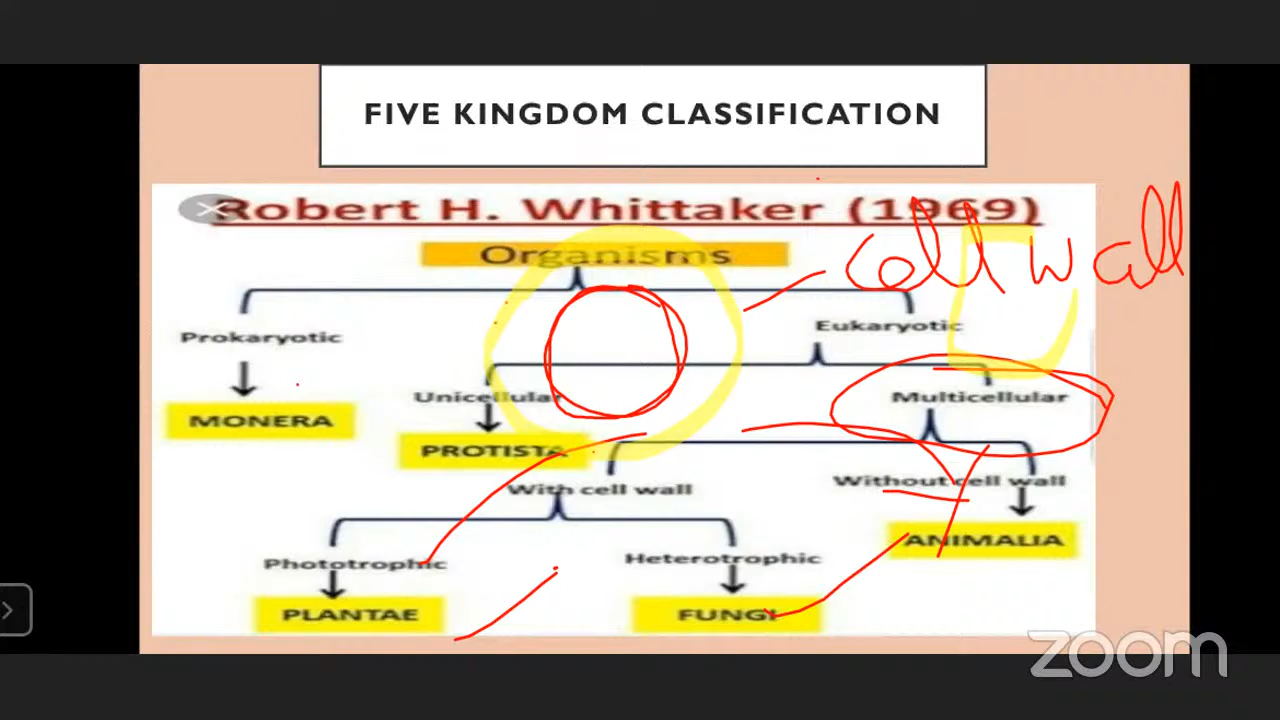 FIVE KINGDOM CLASSIFICATION
Robert H. Whittaker (1969)
Organisms
cell wall
Prokaryotic
Eukaryotic
Unicellular
Multicellular
MONERA
PROTISTA
With cell wall
Without cell wall
ANIMALIA
Phototrophic
Heterotrophic
PLANTAE
FUNGI
zoom